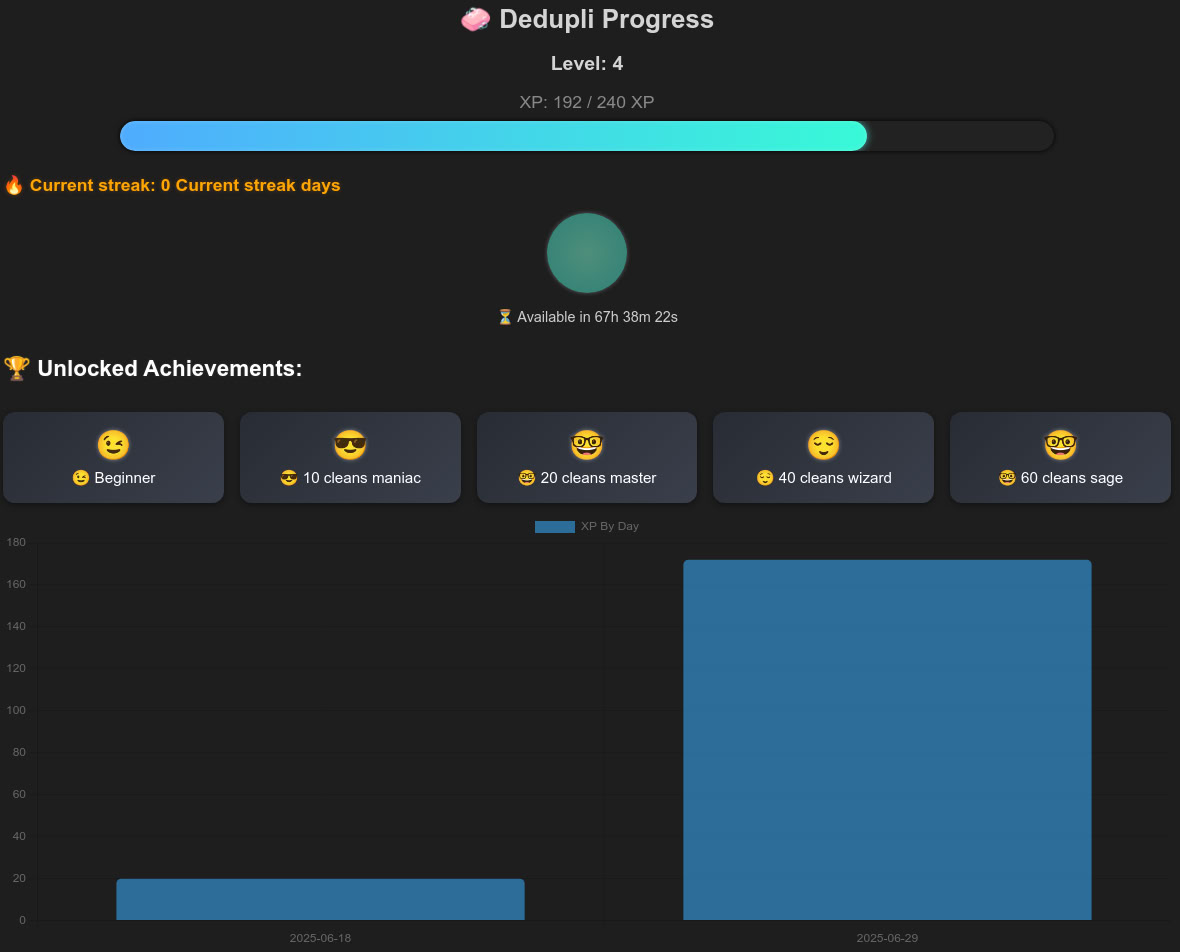 🧼 Dedupli Progress
Level: 4
XP: 192 / 240 XP
🔥 Current streak: 0 Current streak days
⏳ Available in 67h 38m 22s
🏆 Unlocked Achievements:
😉 Beginner
😎 10 cleans maniac
🤓 20 cleans master
😌 40 cleans wizard
🤓 60 cleans sage
XP By Day
180
160
140
120
100
80
60
40
20
0
2025-06-18
2025-06-29